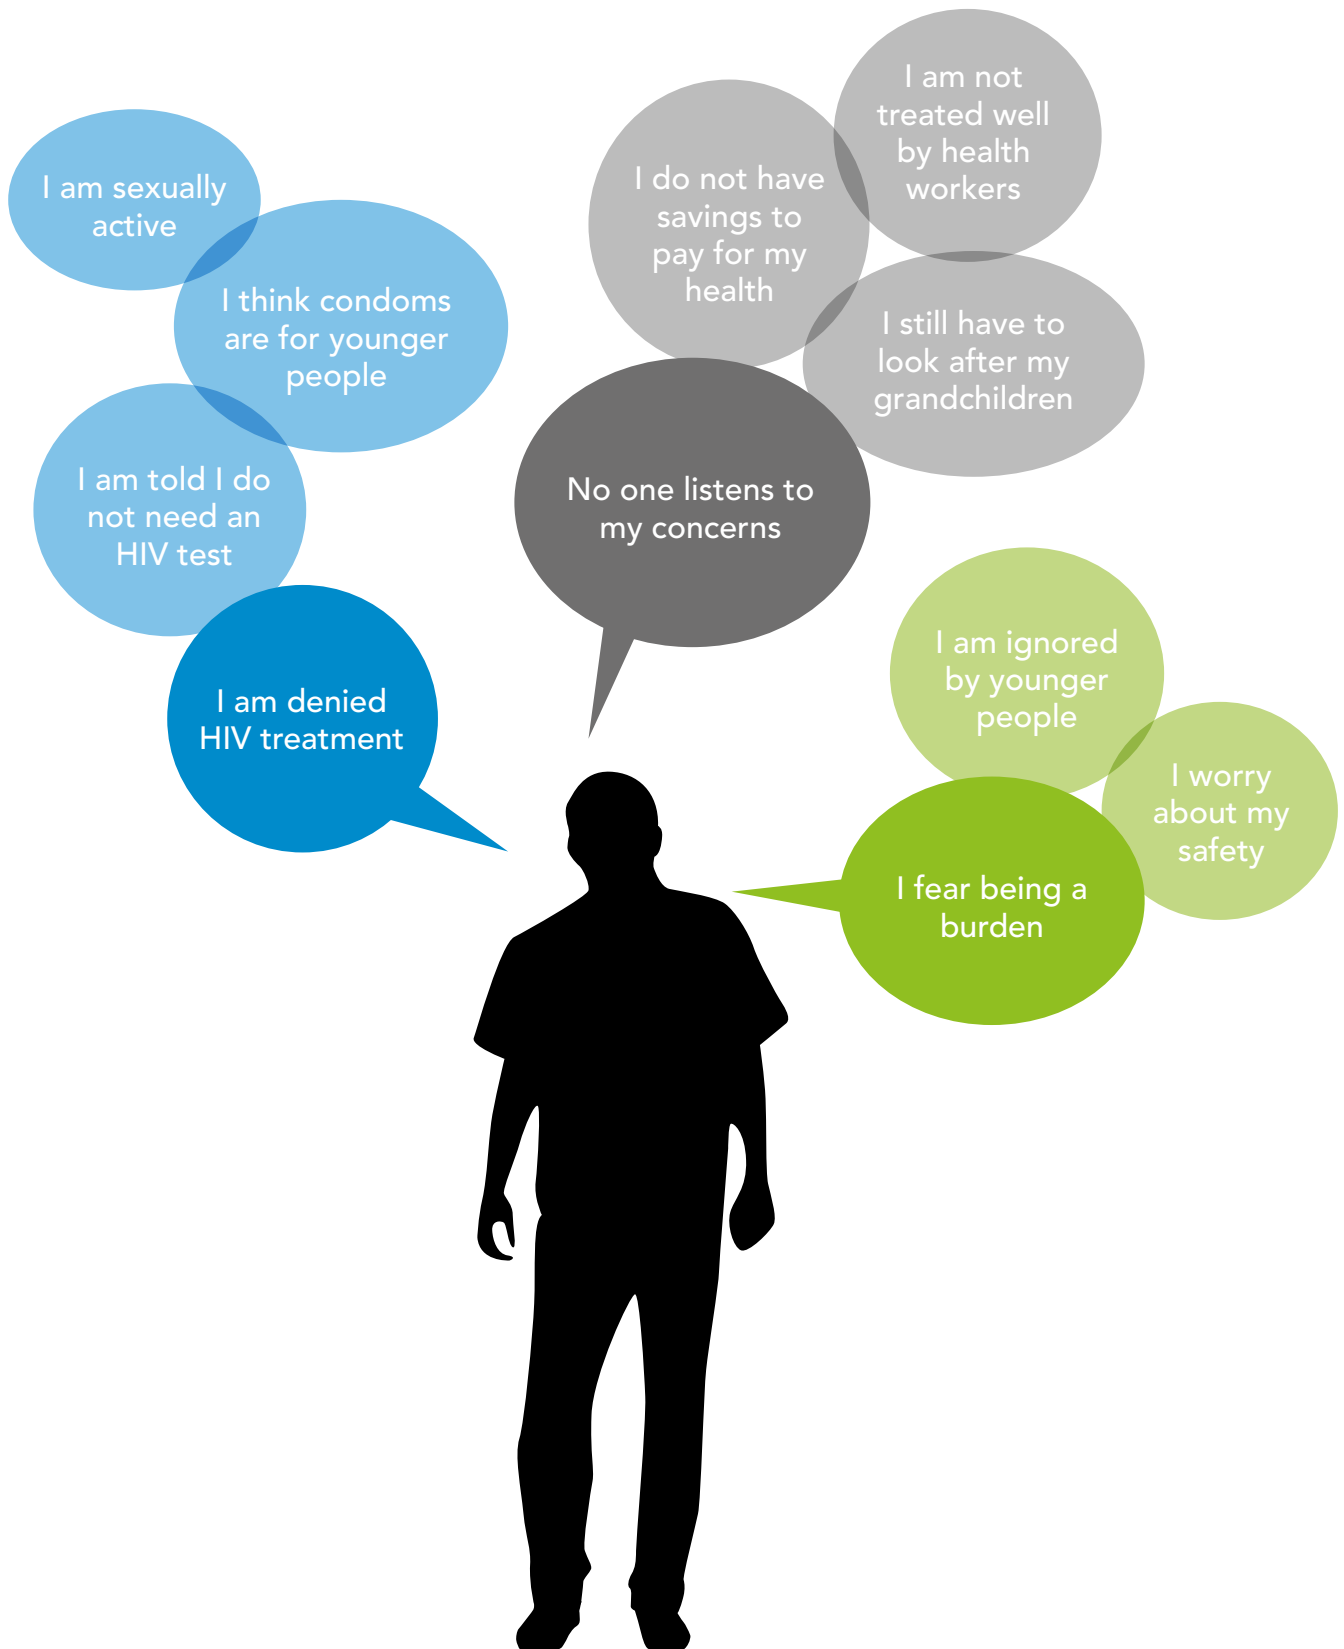 I am sexually
active
I think condoms
are for younger
people
I am told I do
not need an
HIV test
I am denied
HIV treatment
I am not
treated well
by health
workers
I do not have
savings to
pay for my
health
I still have to
look after my
grandchildren
No one listens to
my concerns
I am ignored
by younger
people
I worry
about my
safety
I fear being a
burden